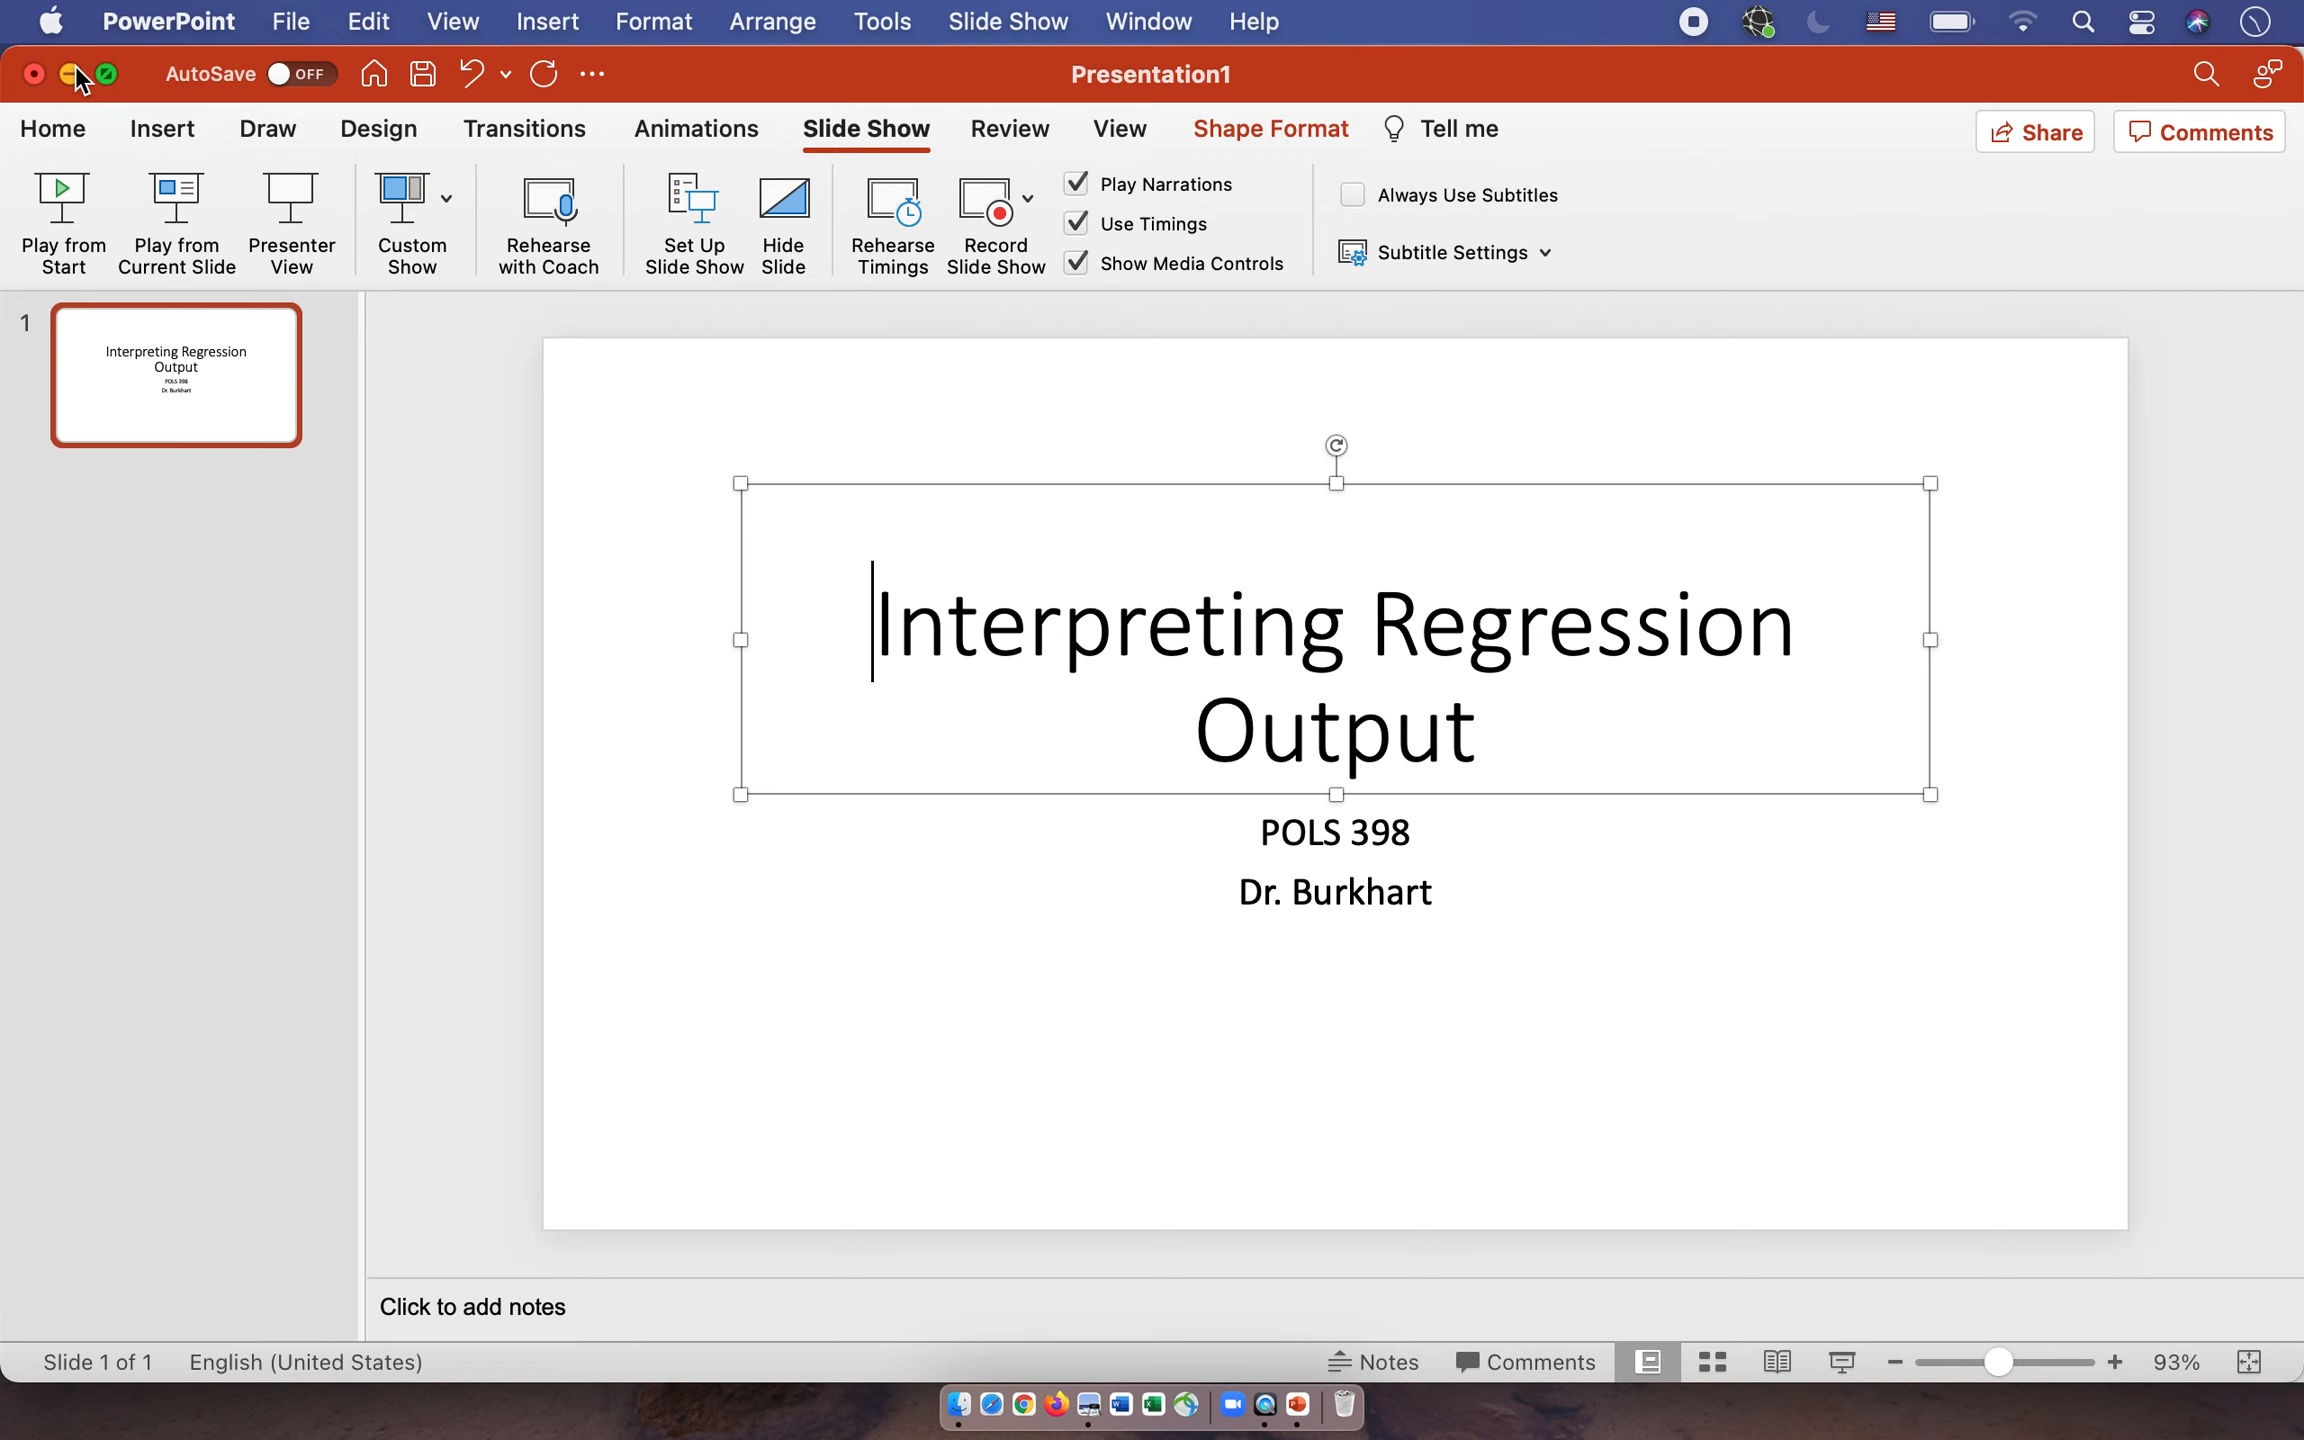 PowerPoint File Edit View Insert Format Arrange Tools Slide Show Window Help
AutoSave OFF Presentation1
Home Insert Draw Design Transitions Animations Slide Show Review View Shape Format Tell me Share Comments
Play from Start
Play from Current Slide
Presenter View
Custom Show
Rehearse with Coach
Set Up Slide Show
Hide Slide
Rehearse Timings
Record Slide Show
Play Narrations
Use Timings
Show Media Controls
Always Use Subtitles
Subtitle Settings
1
Interpreting Regression
Output
POLS 398
Dr. Burkhart
Interpreting Regression
Output
POLS 398
Dr. Burkhart
Click to add notes
Slide 1 of 1 English (United States) Notes Comments 93%